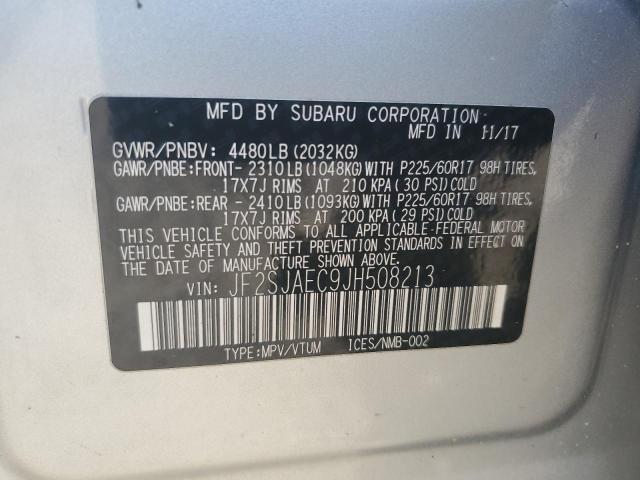 MFD BY SUBARU CORPORATION
MFD IN 11/17
GVWR/PNBV: 4480LB(2032KG)
GAWR/PNBE:FRONT- 2310LB(1048KG)WITH P225/60R17 98H TIRES,
17X7J RIMS AT 210 KPA(30 PSI)COLD
GAWR/PNBE:REAR - 2410LB(1093KG)WITH P225/60R17 98H TIRES,
17X7J RIMS AT 200 KPA(29 PSI)COLD
THIS VEHICLE CONFORMS TO ALL APPLICABLE-FEDERAL MOTOR
VEHICLE SAFETY AND THEFT PREVENTION STANDARDS IN EFFECT ON
THE DATE OF MANUFACTURE SHOWN ABOVE.
VIN: JF2SJAEC9JH508213
TYPE:MPV/VTUM ICES/NMB-002